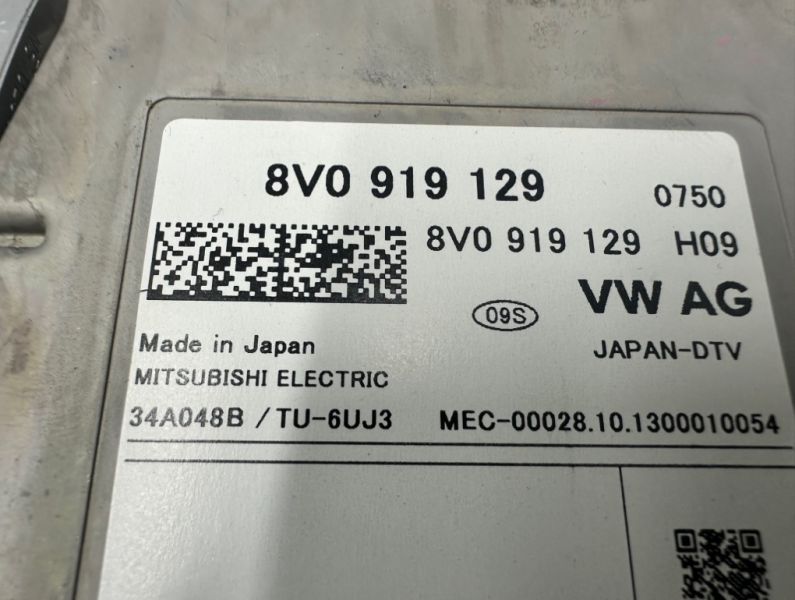 8V0 919 129 0750
8V0 919 129 H09
09S VW AG
Made in Japan JAPAN-DTV
MITSUBISHI ELECTRIC
34A048B / TU-6UJ3 MEC-00028.10.1300010054